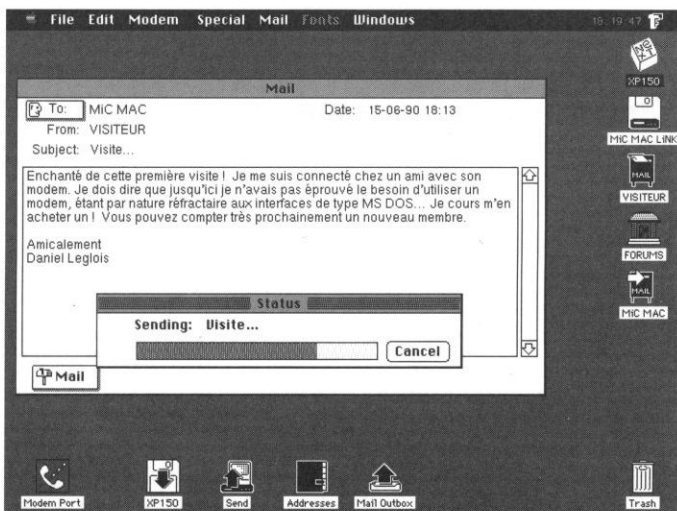 File Edit Modem Special Mail Fonts Windows
18:19:47
Mail
To: MiC MAC
Date: 15-06-90 18:13
From: VISITEUR
Subject: Visite...
Enchanté de cette première visite ! Je me suis connecté chez un ami avec son
modem. Je dois dire que jusqu'ici je n'avais pas éprouvé le besoin d'utiliser un
modem, étant par nature réfractaire aux interfaces de type MS DOS... Je cours m'en
acheter un ! Vous pouvez compter très prochainement un nouveau membre.
Amicalement
Daniel Leglois
Status
Sending: Visite...
Cancel
Mail
XP150
MiC MAC LiNK
MAIL
VISITEUR
FORUMS
MAIL
MiC MAC
Modem Port
XP150
Send
Addresses
Mail Outbox
Trash